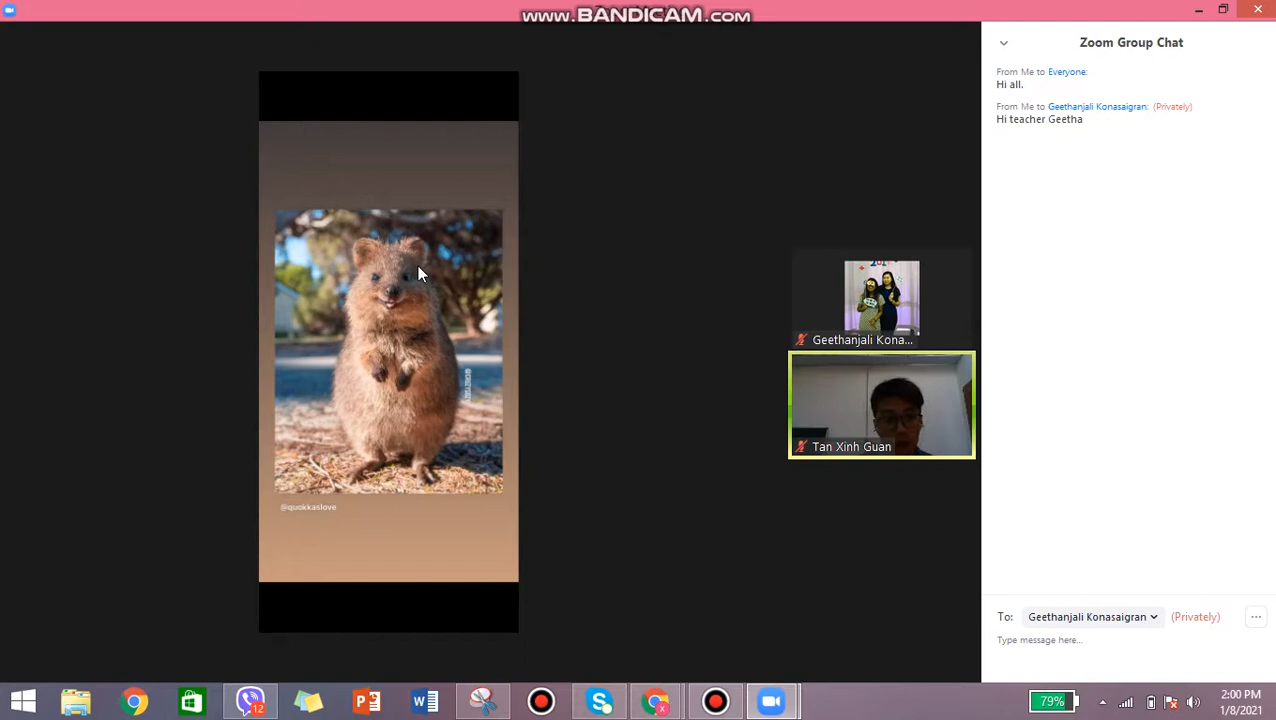 www.BANDICAM.com
Zoom Group Chat
From Me to Everyone:
Hi all.
From Me to Geethanjali Konasaigran: (Privately)
Hi teacher Geetha
@quokkaslove
Geethanjali Kona...
Tan Xinh Guan
To: Geethanjali Konasaigran (Privately)
Type message here...
12
79%
2:00 PM
1/8/2021